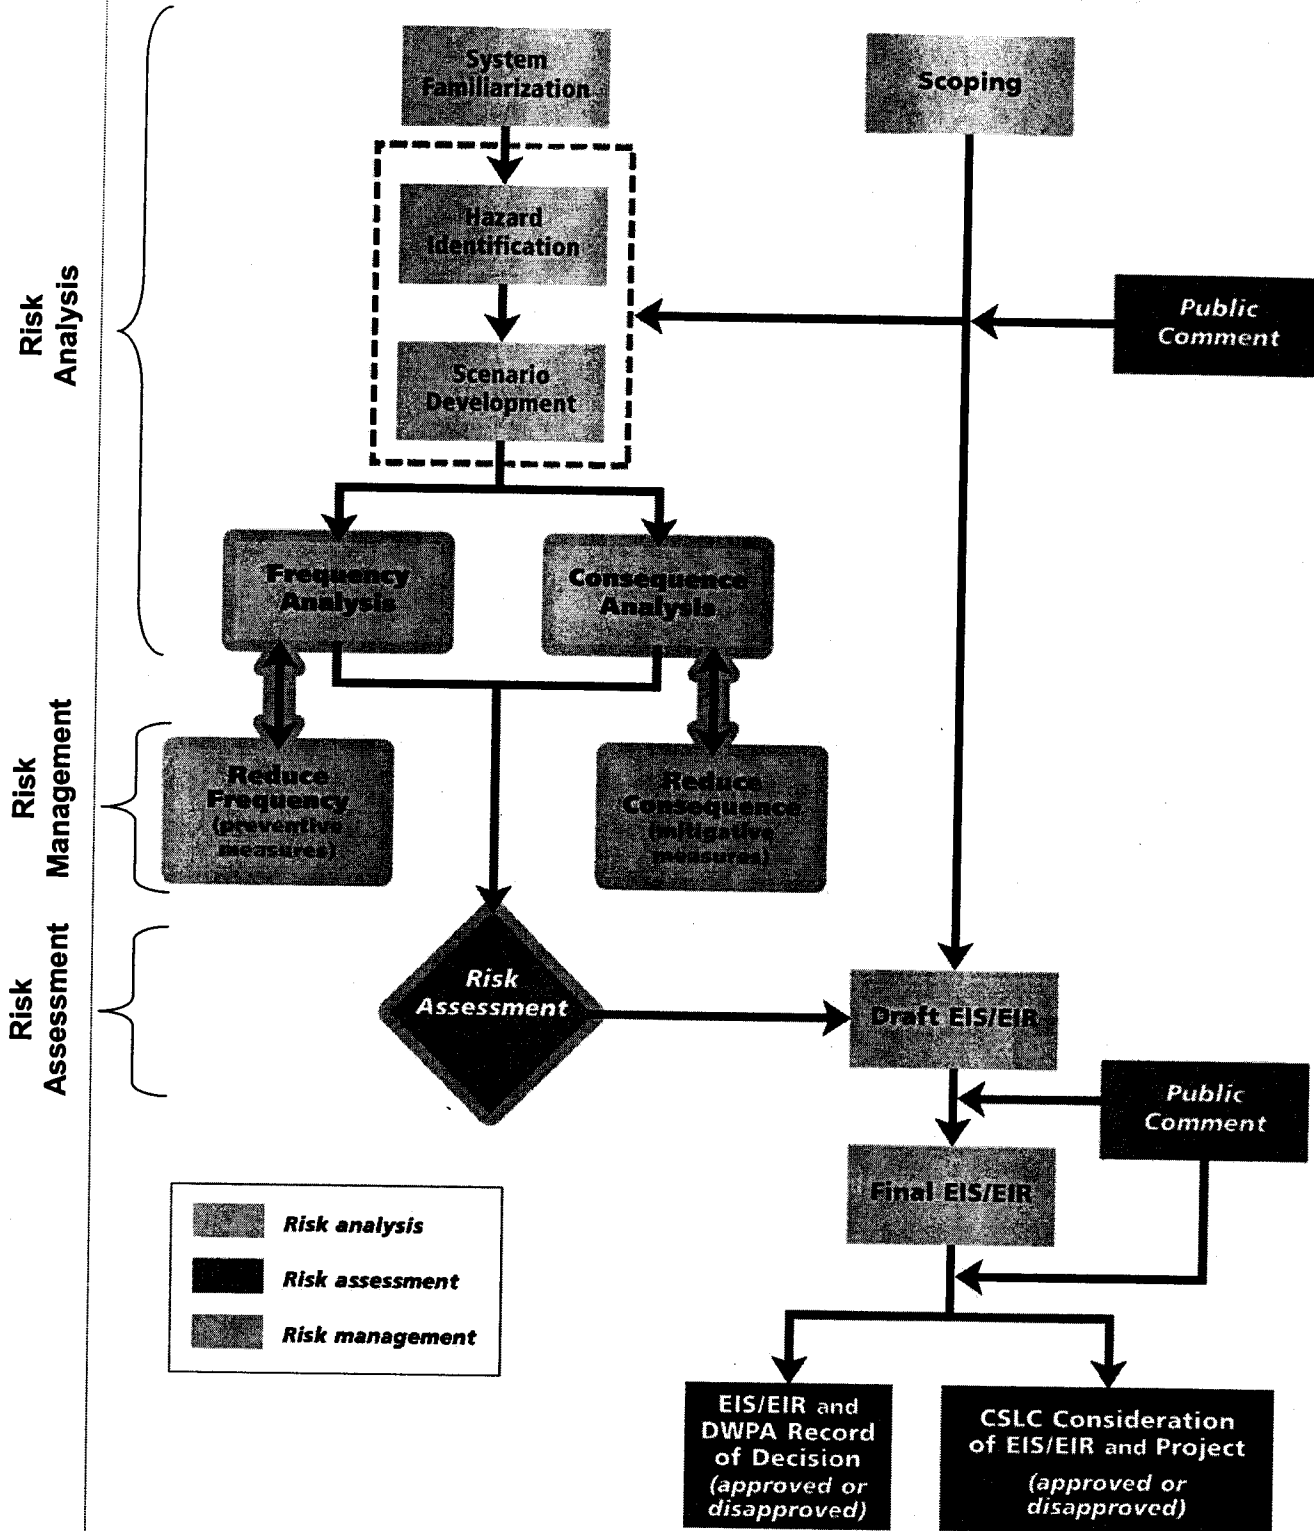 System
Familiarization
Scoping
Hazard
Identification
Risk
Analysis
Public
Comment
Scenario
Development
Frequency
Analysis
Consequence
Analysis
Risk
Management
Reduce
Frequency
(preventive
measures)
Reduce
Consequence
(mitigative
measures)
Risk
Assessment
Risk
Assessment
Draft EIS/EIR
Public
Comment
Final EIS/EIR
Risk analysis
Risk assessment
Risk management
EIS/EIR and
DWPA Record
of Decision
(approved or
disapproved)
CSLC Consideration
of EIS/EIR and Project
(approved or
disapproved)